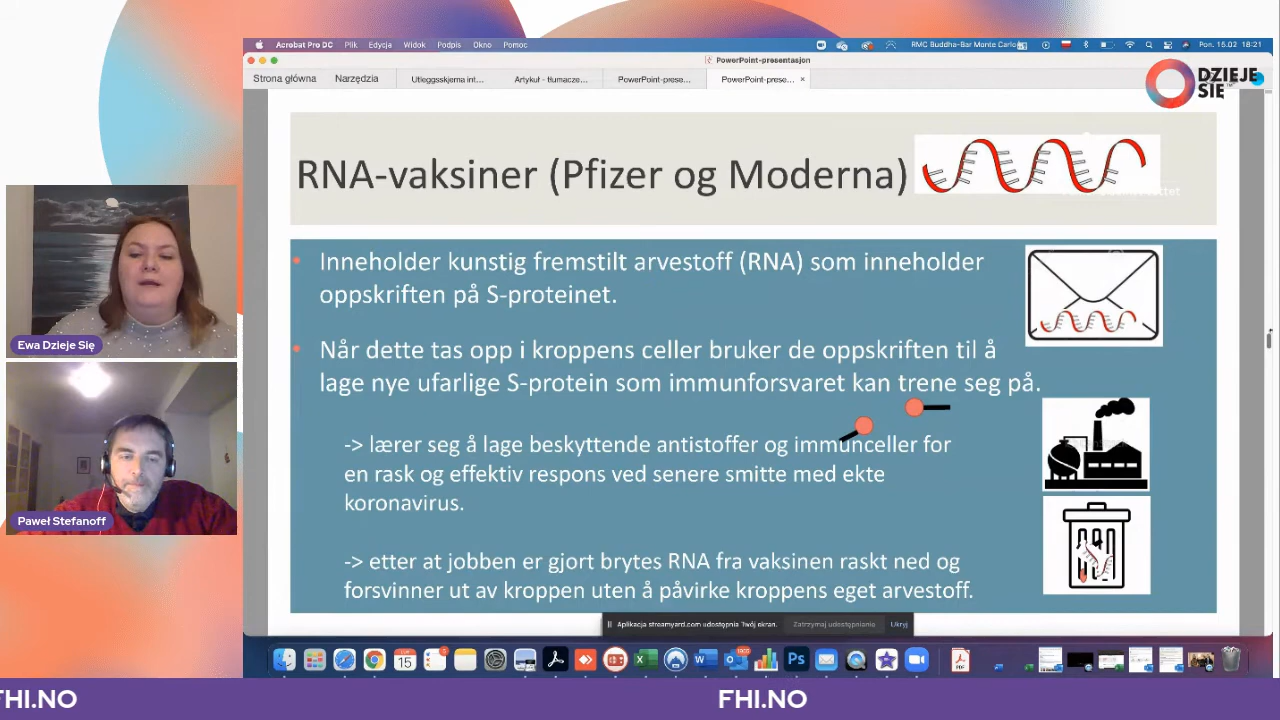 Acrobat Pro DC Plik Edycja Widok Podpis Okno Pomoc
RMC Buddha-Bar Monte Carlo
Pon. 15.02 18:21
PowerPoint-presentasjon
Strona główna Narzędzia Utleggsskjema int... Artykuł - tłumacze... PowerPoint-prese... PowerPoint-prese... ×
DZIEJE
SIĘ
RNA-vaksiner (Pfizer og Moderna)
• Inneholder kunstig fremstilt arvestoff (RNA) som inneholder
oppskriften på S-proteinet.
• Når dette tas opp i kroppens celler bruker de oppskriften til å
lage nye ufarlige S-protein som immunforsvaret kan trene seg på.
-> lærer seg å lage beskyttende antistoffer og immunceller for
en rask og effektiv respons ved senere smitte med ekte
koronavirus.
-> etter at jobben er gjort brytes RNA fra vaksinen raskt ned og
forsvinner ut av kroppen uten å påvirke kroppens eget arvestoff.
Ewa Dzieje Się
Paweł Stefanoff
Aplikacja streamyard.com udostępnia Twój ekran. Zatrzymaj udostępnianie Ukryj
15
FHI.NO FHI.NO